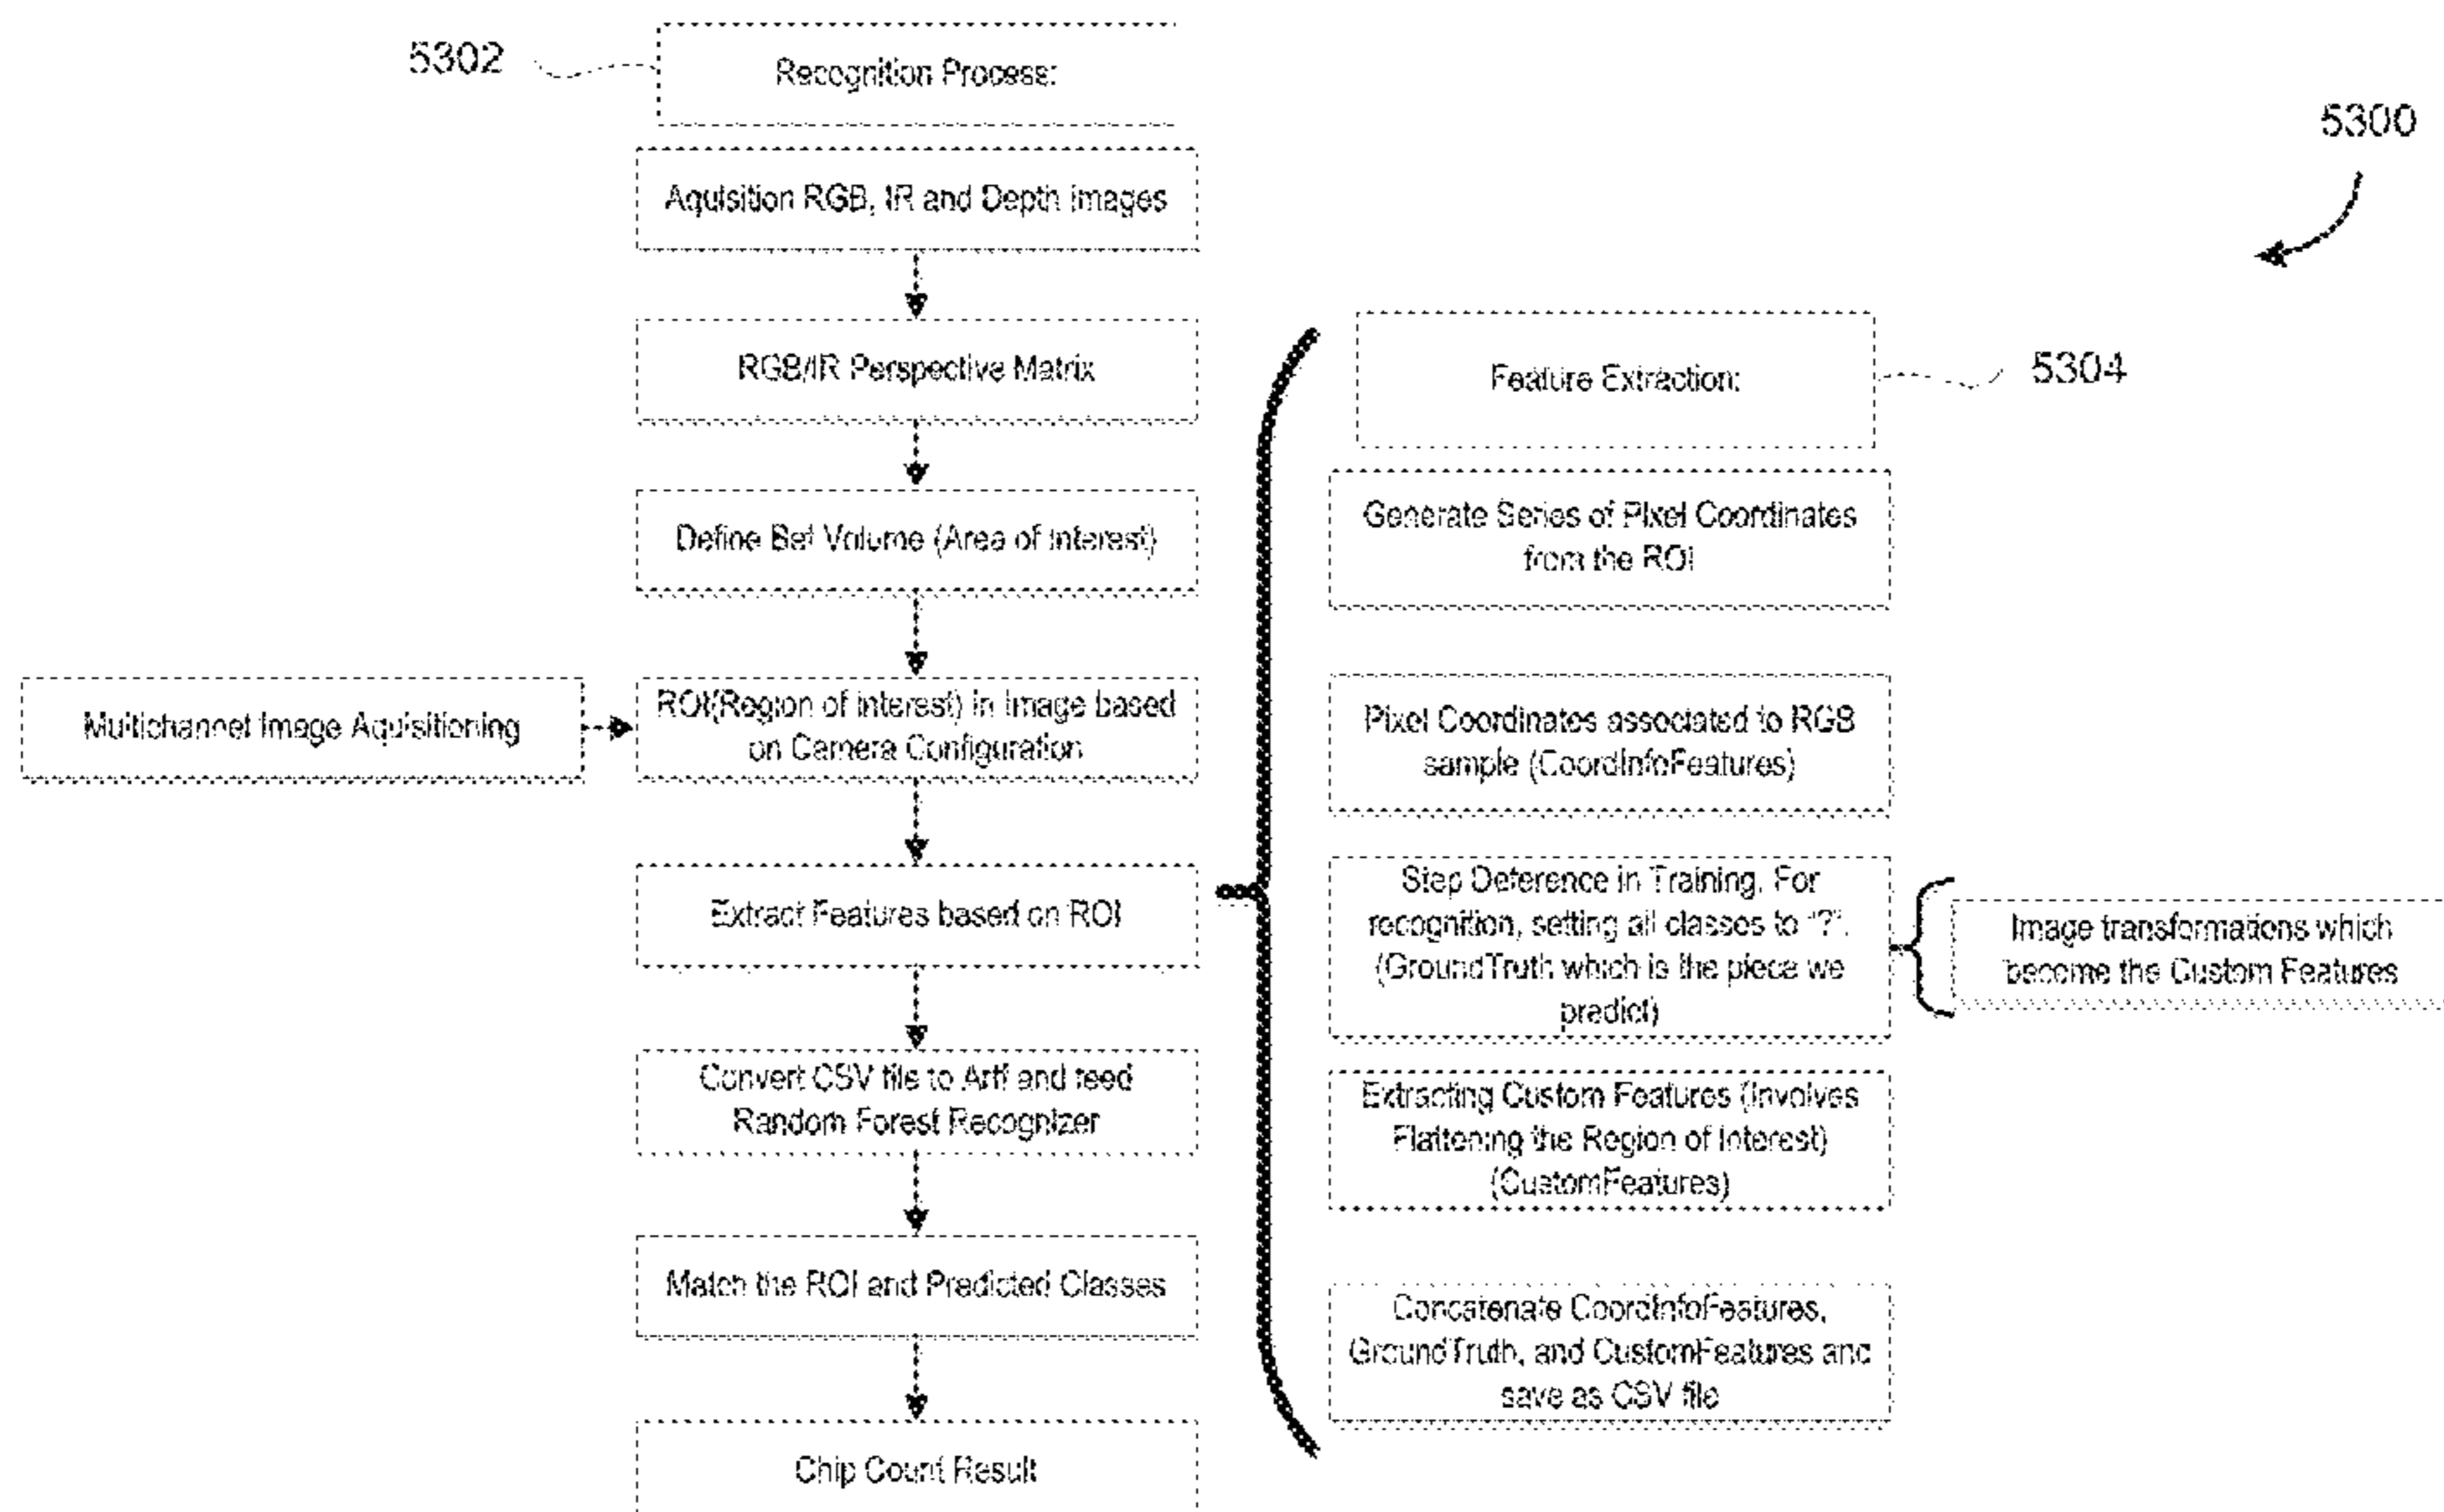 5302
Recognition Process:
5300
Aquisition RGB, IR and Depth Images
RGB/IR Perspective Matrix
Define Bet Volume (Area of Interest)
Multichannel Image Aquisitioning
ROI(Region of Interest) in Image based
on Camera Configuration
Extract Features based on ROI
Convert CSV file to Arff and feed
Random Forest Recognizer
Match the ROI and Predicted Classes
Chip Count Result
Feature Extraction:
5304
Generate Series of Pixel Coordinates
from the ROI
Pixel Coordinates associated to RGB
sample (CoordInfoFeatures)
Step Deference in Training. For
recognition, setting all classes to "?".
(GroundTruth which is the piece we
predict)
Image transformations which
become the Custom Features
Extracting Custom Features (Involves
Flattening the Region of Interest)
(CustomFeatures)
Concatenate CoordInfoFeatures,
GroundTruth, and CustomFeatures and
save as CSV file